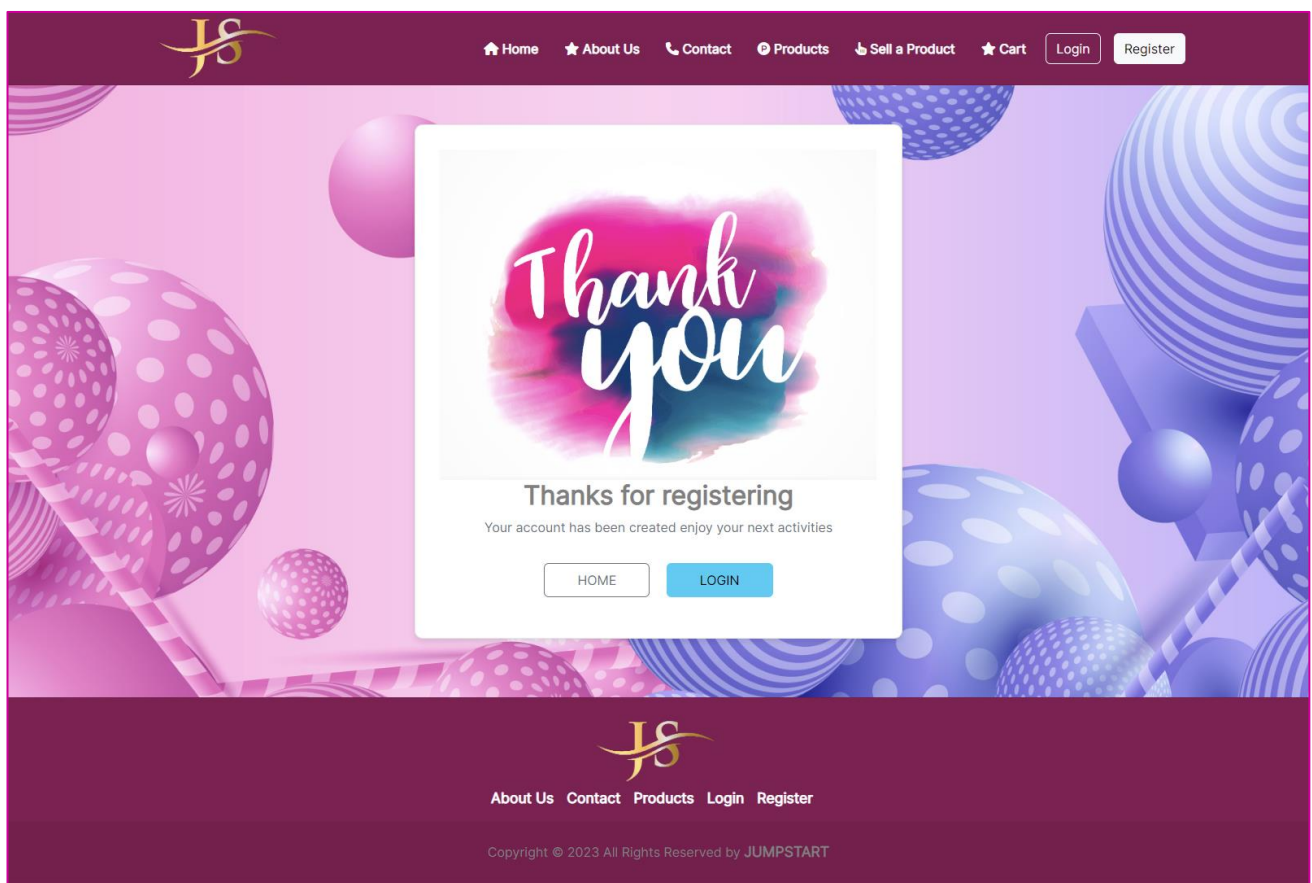 JS
Home About Us Contact Products Sell a Product Cart Login Register
Thank
you
Thanks for registering
Your account has been created enjoy your next activities
HOME LOGIN
JS
About Us Contact Products Login Register
Copyright © 2023 All Rights Reserved by JUMPSTART